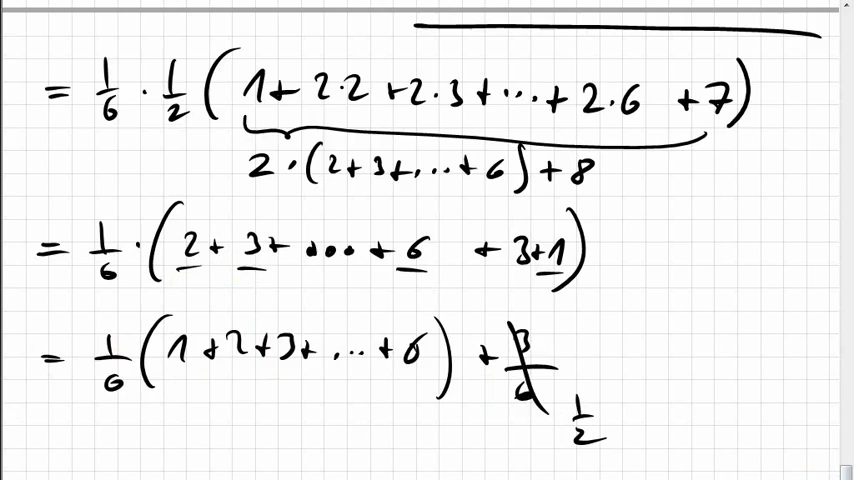 = 1/6 · 1/2 ( 1 + 2·2 + 2·3 + ... + 2·6 + 7 )
2 · (2 + 3 + ... + 6) + 8
= 1/6 · ( 2 + 3 + ... + 6 + 3 + 1 )
= 1/6 ( 1 + 2 + 3 + ... + 6 ) + 3/6
1/2